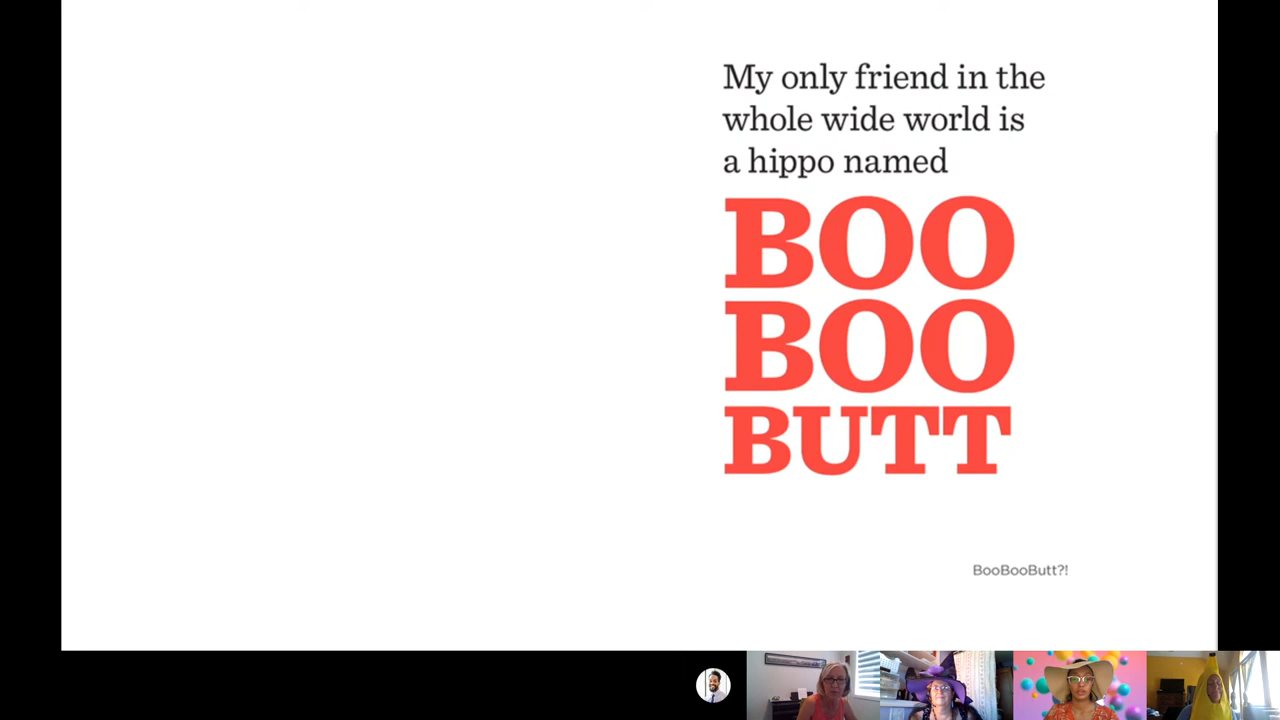 My only friend in the
whole wide world is
a hippo named
BOO
BOO
BUTT
BooBooButt?!